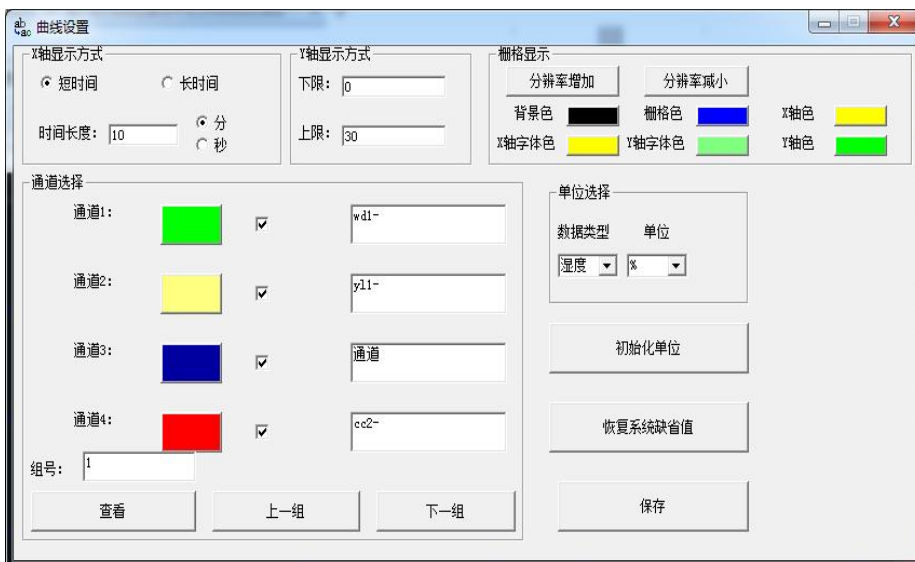 曲线设置
X轴显示方式
短时间 长时间
时间长度: 10 分
秒
Y轴显示方式
下限: 0
上限: 30
栅格显示
分辨率增加 分辨率减小
背景色 栅格色 X轴色
X轴字体色 Y轴字体色 Y轴色
通道选择
通道1: wd1-
通道2: yl1-
通道3: 通道
通道4: cc2-
组号: 1
查看 上一组 下一组
单位选择
数据类型 单位
湿度 %
初始化单位
恢复系统缺省值
保存